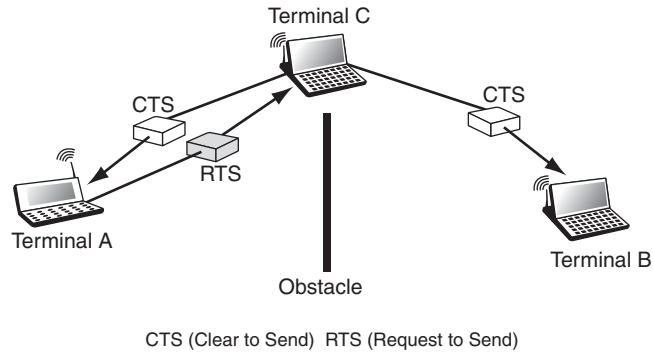 Terminal C
CTS
CTS
RTS
Terminal A
Terminal B
Obstacle
CTS (Clear to Send) RTS (Request to Send)